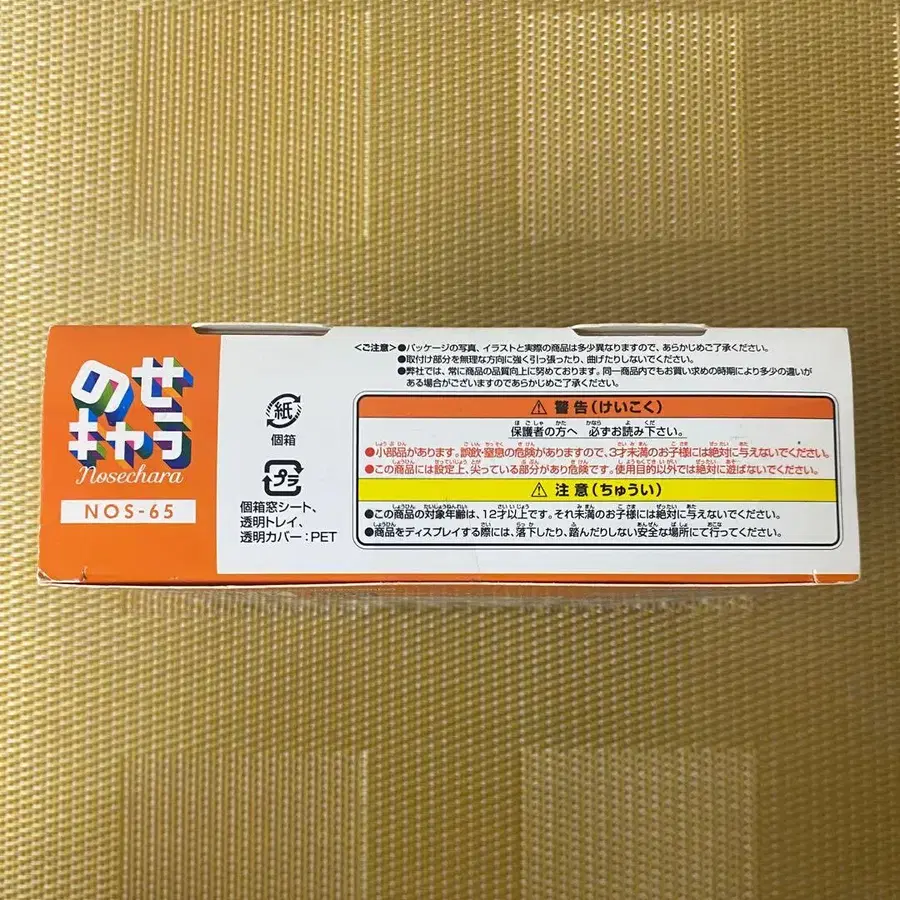 のせ
キャラ
Nosechara
NOS-65
紙
個箱
プラ
個箱窓シート、
透明トレイ、
透明カバー：PET
＜ご注意＞●パッケージの写真、イラストと実際の商品は多少異なりますので、あらかじめご了承ください。
●取付け部分を無理な方向に強く引っ張ったり、曲げたりしないでください。
●弊社では、常に商品の品質向上に努めております。同一商品内でもお買い求めの時期により多少の違いが
ある場合がございますのであらかじめご了承ください。
⚠ 警告（けいこく）
保護者の方へ 必ずお読み下さい。
●小部品があります。誤飲・窒息の危険がありますので、3才未満のお子様には絶対に与えないでください。
●この商品には設定上、尖っている部分があり危険です。使用目的以外では絶対に遊ばないでください。
⚠ 注意（ちゅうい）
●この商品の対象年齢は、12才以上です。それ未満のお子様には絶対に与えないでください。
●商品をディスプレイする際には、落下したり、踏んだりしない安全な場所にて行ってください。